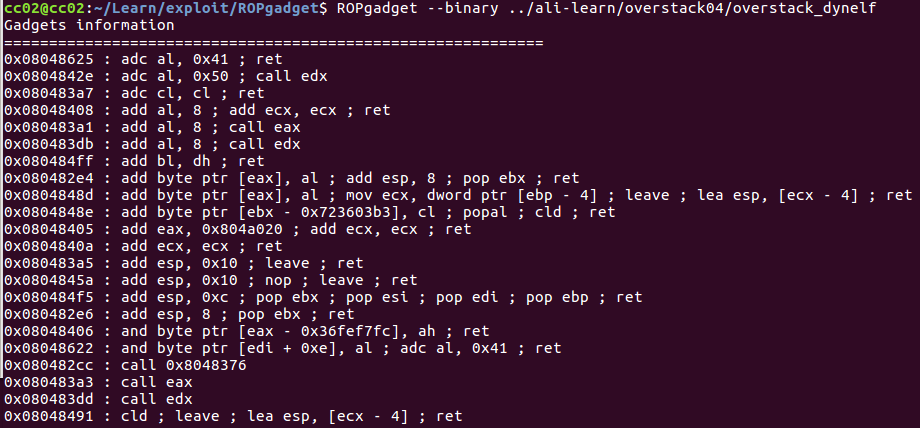 cc02@cc02:~/Learn/exploit/ROPgadget$ ROPgadget --binary ../ali-learn/overstack04/overstack_dynelf
Gadgets information
============================================================
0x08048625 : adc al, 0x41 ; ret
0x0804842e : adc al, 0x50 ; call edx
0x080483a7 : adc cl, cl ; ret
0x08048408 : add al, 8 ; add ecx, ecx ; ret
0x080483a1 : add al, 8 ; call eax
0x080483db : add al, 8 ; call edx
0x080484ff : add bl, dh ; ret
0x080482e4 : add byte ptr [eax], al ; add esp, 8 ; pop ebx ; ret
0x0804848d : add byte ptr [eax], al ; mov ecx, dword ptr [ebp - 4] ; leave ; lea esp, [ecx - 4] ; ret
0x0804848e : add byte ptr [ebx - 0x723603b3], cl ; popal ; cld ; ret
0x08048405 : add eax, 0x804a020 ; add ecx, ecx ; ret
0x0804840a : add ecx, ecx ; ret
0x080483a5 : add esp, 0x10 ; leave ; ret
0x0804845a : add esp, 0x10 ; nop ; leave ; ret
0x080484f5 : add esp, 0xc ; pop ebx ; pop esi ; pop edi ; pop ebp ; ret
0x080482e6 : add esp, 8 ; pop ebx ; ret
0x08048406 : and byte ptr [eax - 0x36fef7fc], ah ; ret
0x08048622 : and byte ptr [edi + 0xe], al ; adc al, 0x41 ; ret
0x080482cc : call 0x8048376
0x080483a3 : call eax
0x080483dd : call edx
0x08048491 : cld ; leave ; lea esp, [ecx - 4] ; ret